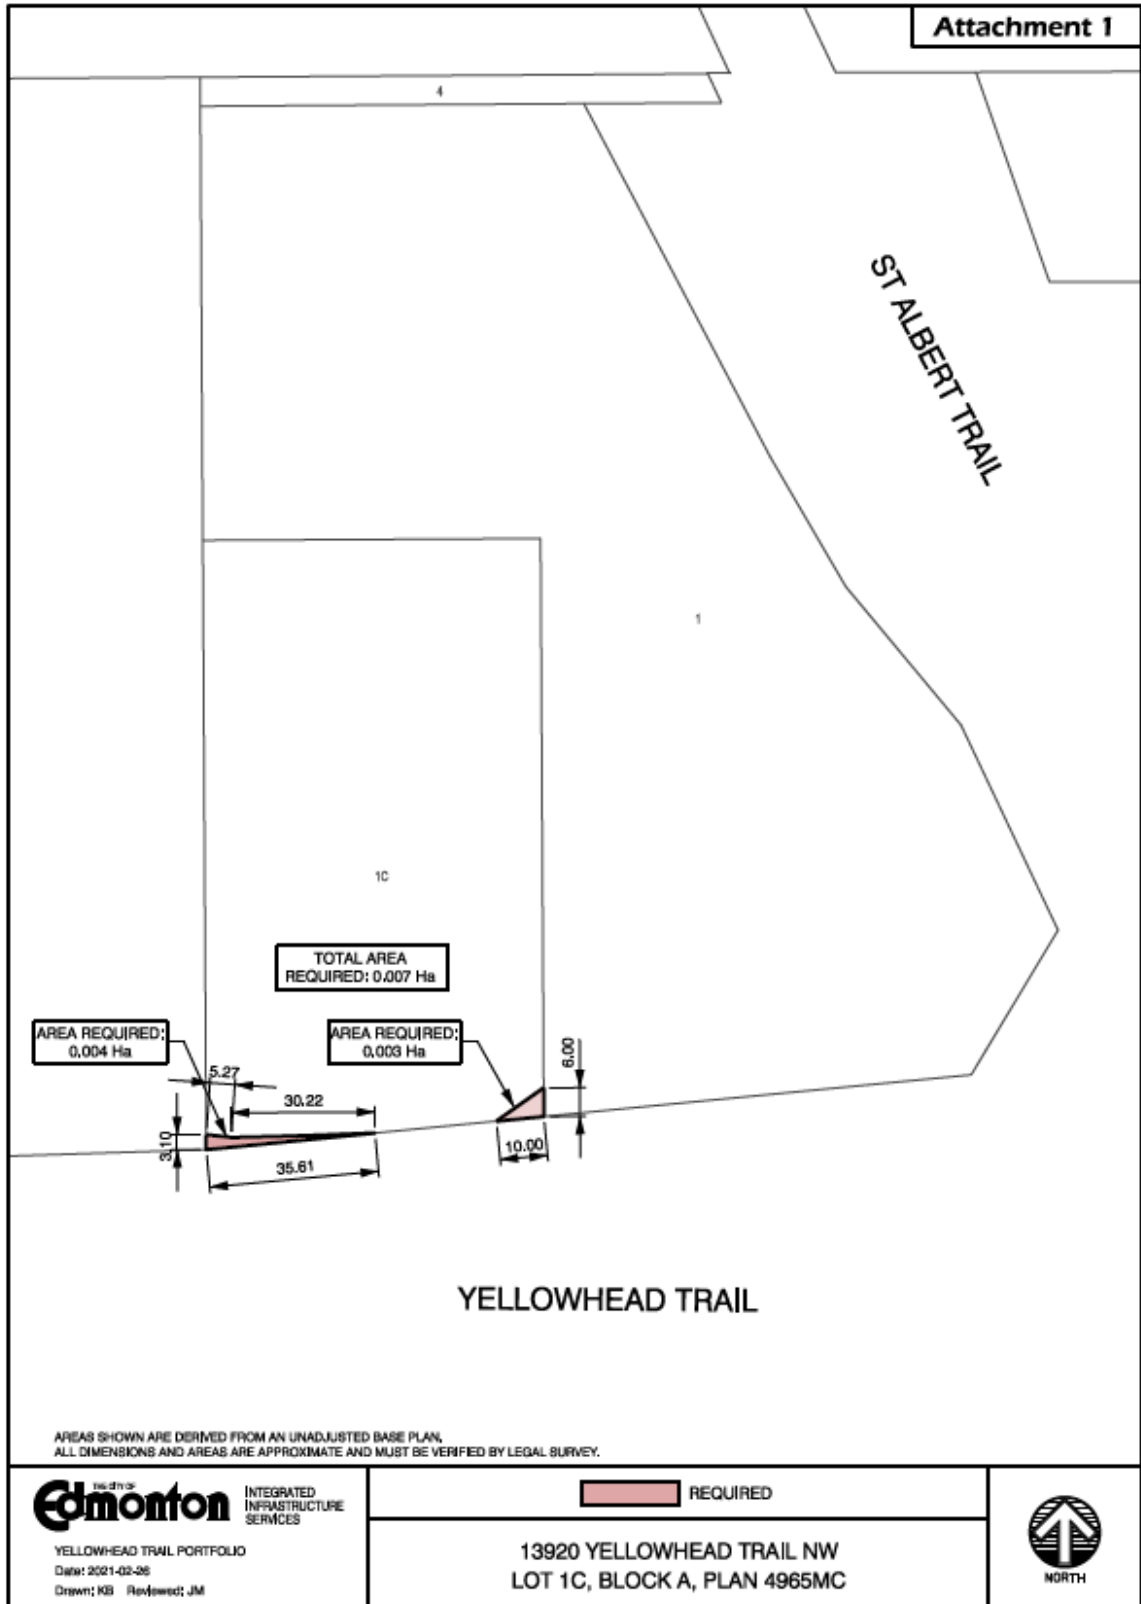 Attachment 1
4
ST ALBERT TRAIL
1
1C
TOTAL AREA
REQUIRED: 0.007 Ha
AREA REQUIRED:
0.004 Ha
AREA REQUIRED:
0.003 Ha
6.00
5.27
30.22
3.10
10.00
35.61
YELLOWHEAD TRAIL
AREAS SHOWN ARE DERIVED FROM AN UNADJUSTED BASE PLAN.
ALL DIMENSIONS AND AREAS ARE APPROXIMATE AND MUST BE VERIFIED BY LEGAL SURVEY.
THE CITY OF
Edmonton
INTEGRATED
INFRASTRUCTURE
SERVICES
YELLOWHEAD TRAIL PORTFOLIO
Date: 2021-02-26
Drawn: KB Reviewed: JM
REQUIRED
13920 YELLOWHEAD TRAIL NW
LOT 1C, BLOCK A, PLAN 4965MC
NORTH